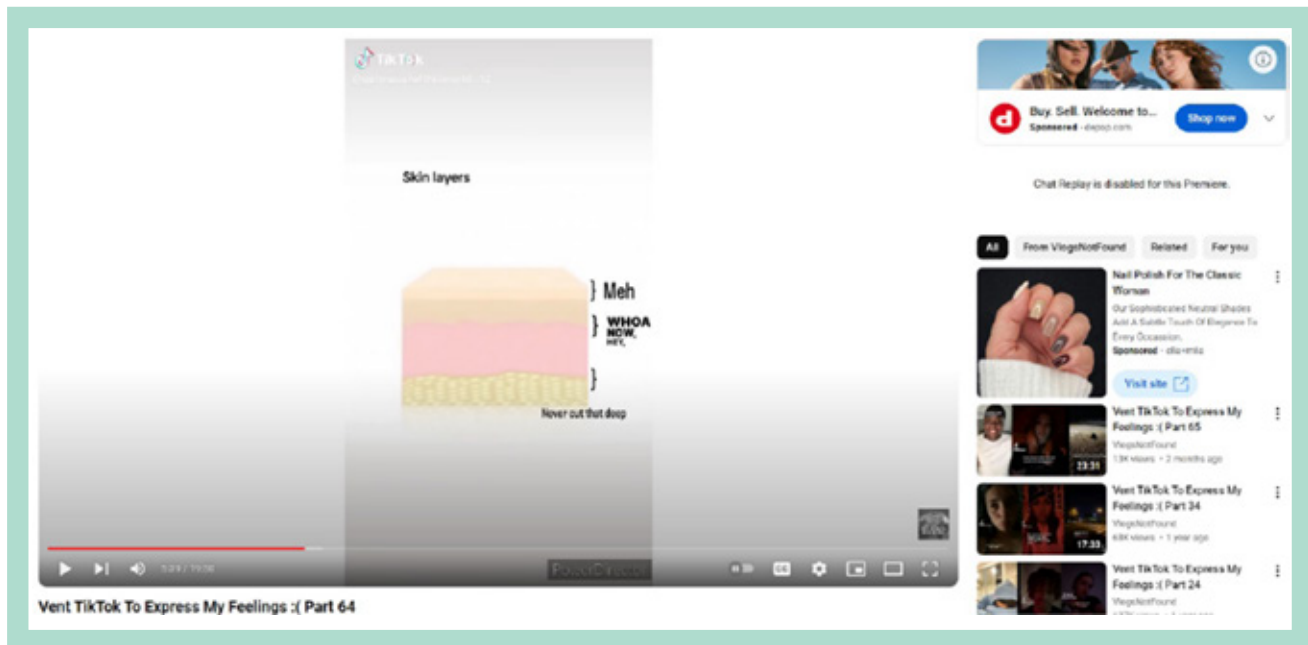 TikTok
Skin layers
Meh
WHOA
NOW,
HEY,
Never cut that deep
PowerDirector
Vent TikTok To Express My Feelings :( Part 64
Buy. Sell. Welcome to...
Sponsored · depop.com
Shop now
Chat Replay is disabled for this Premiere.
All
From VlogsNotFound
Related
For you
Nail Polish For The Classic
Woman
Our Sophisticated Neutral Shades
Add A Subtle Touch Of Elegance To
Every Occassion.
Sponsored · ella+mila
Visit site
Vent TikTok To Express My
Feelings :( Part 65
VlogsNotFound
13K views · 2 months ago
23:31
Vent TikTok To Express My
Feelings :( Part 34
VlogsNotFound
68K views · 1 year ago
17:33
Vent TikTok To Express My
Feelings :( Part 24
VlogsNotFound